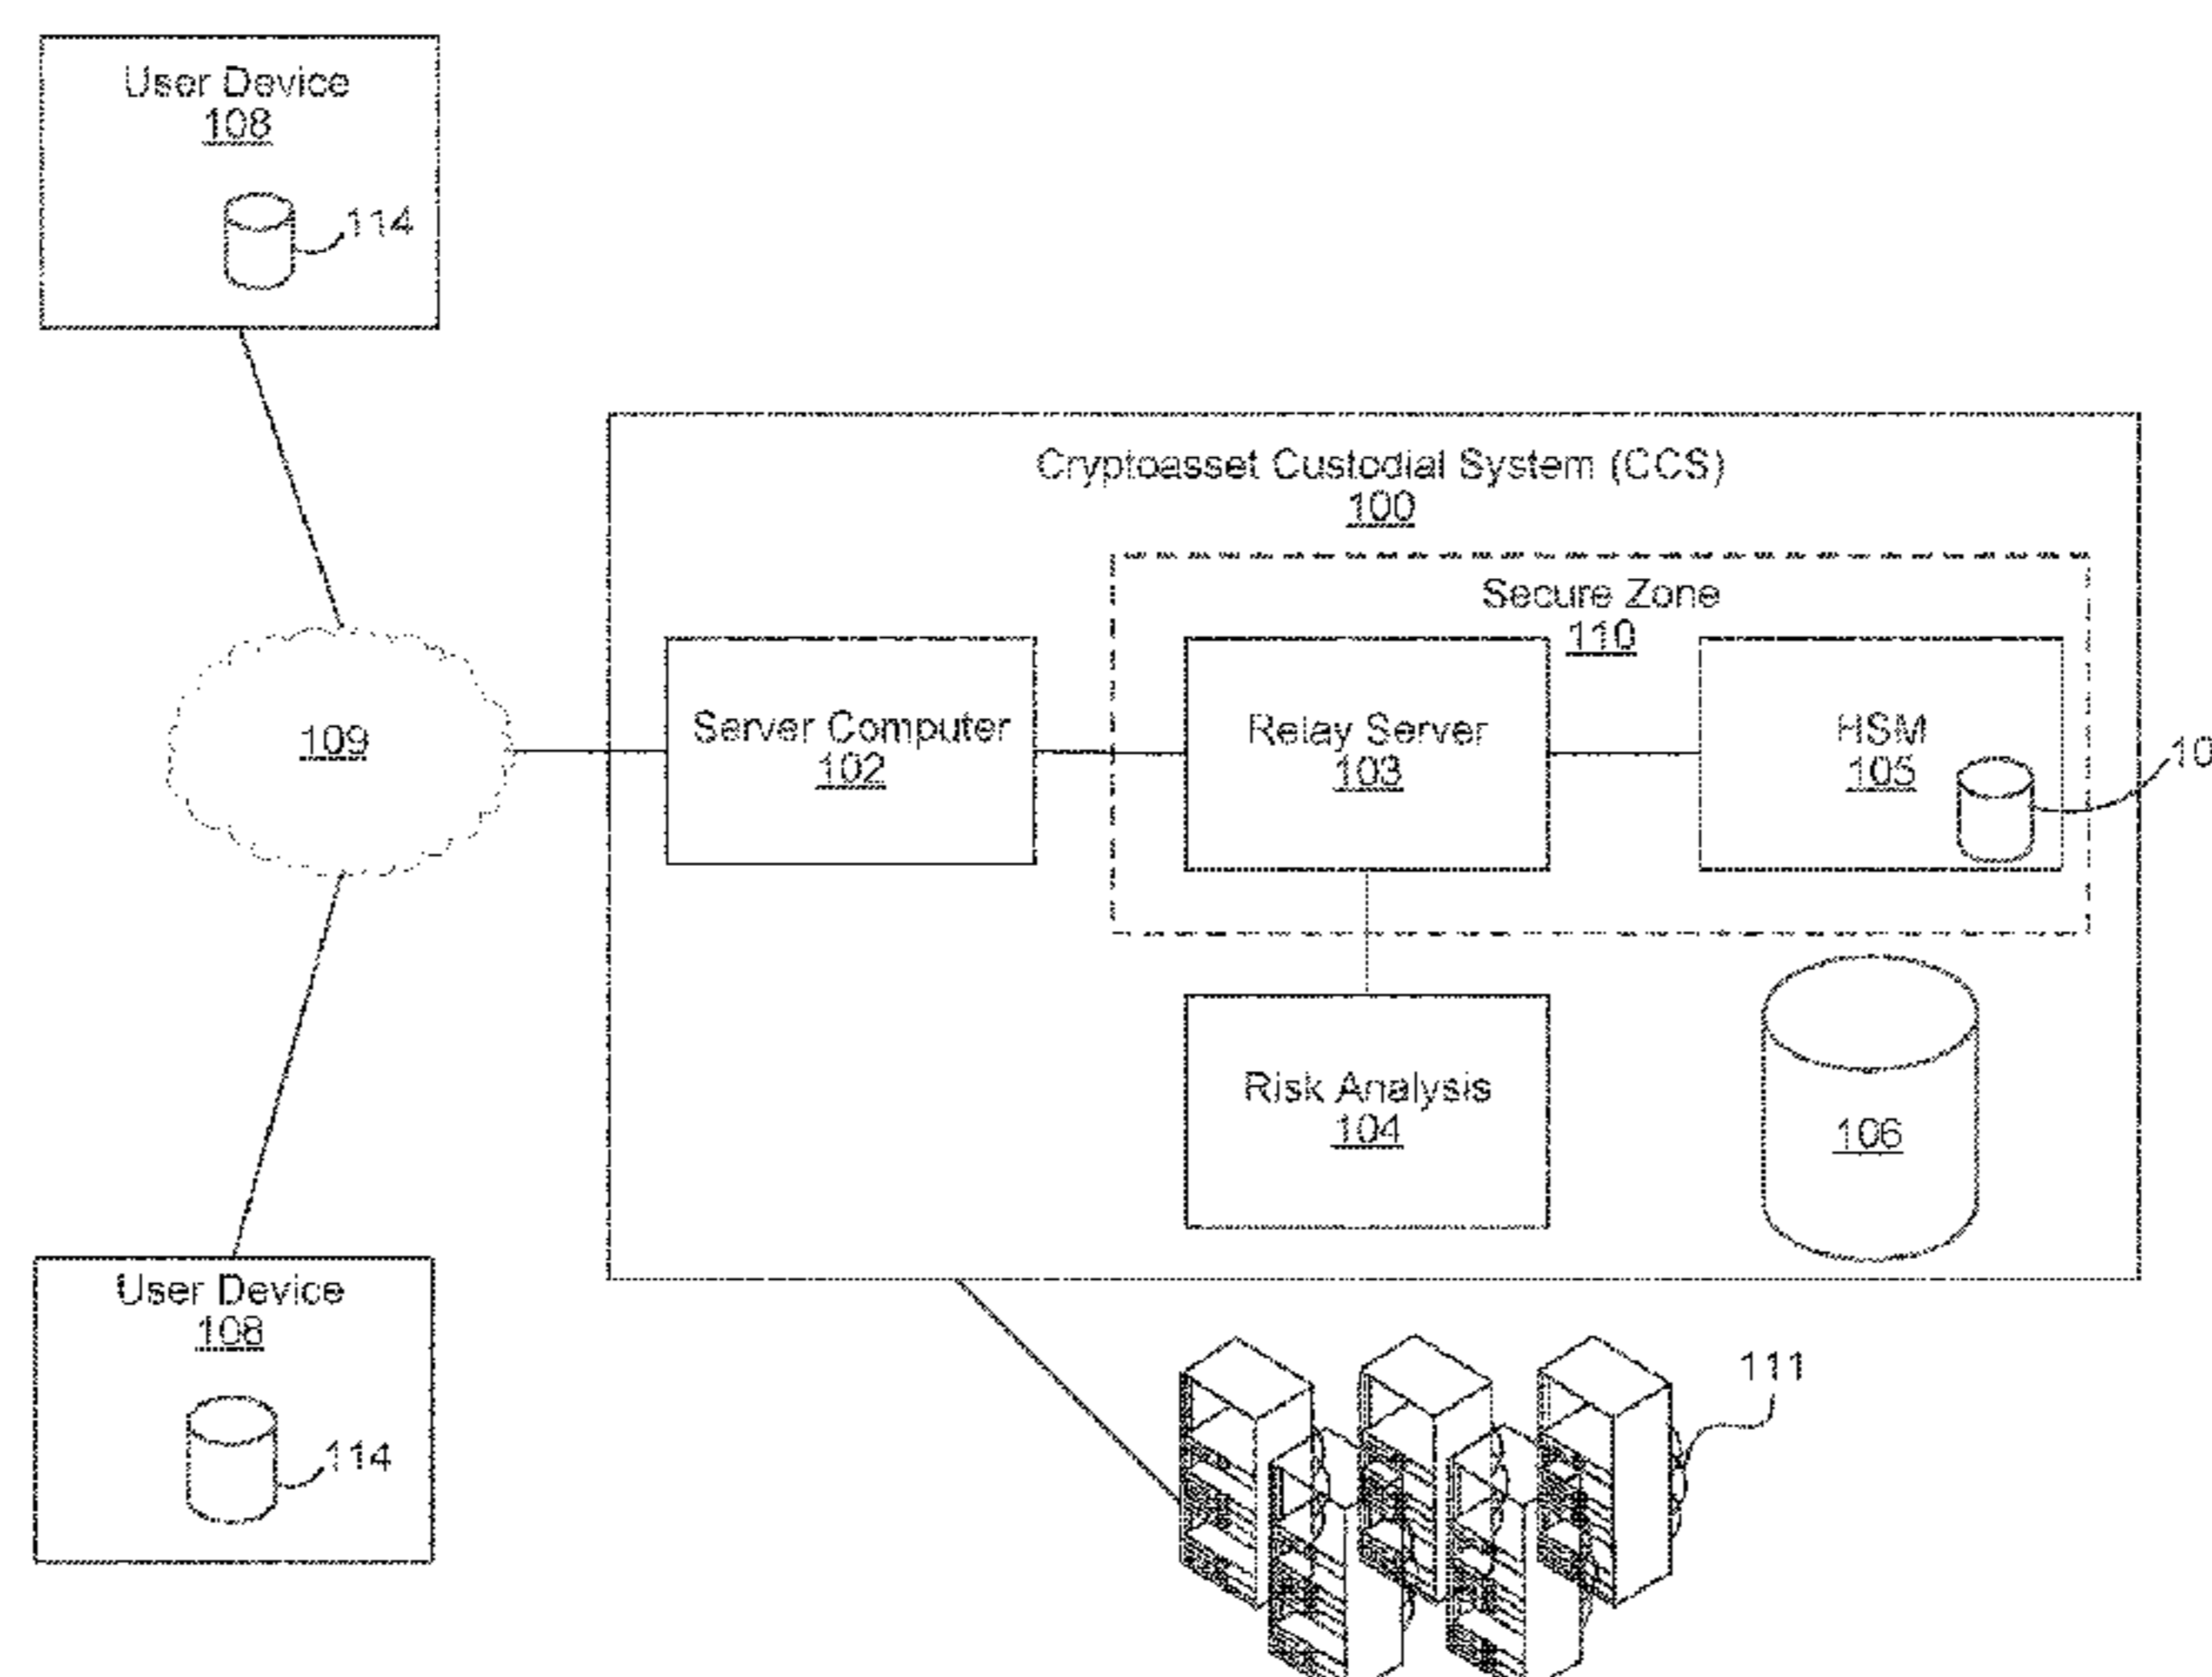 User Device
108
114
Cryptoasset Custodial System (CCS)
100
Secure Zone
110
109
Server Computer
102
Relay Server
103
HSM
105
10
Risk Analysis
104
106
User Device
108
114
111